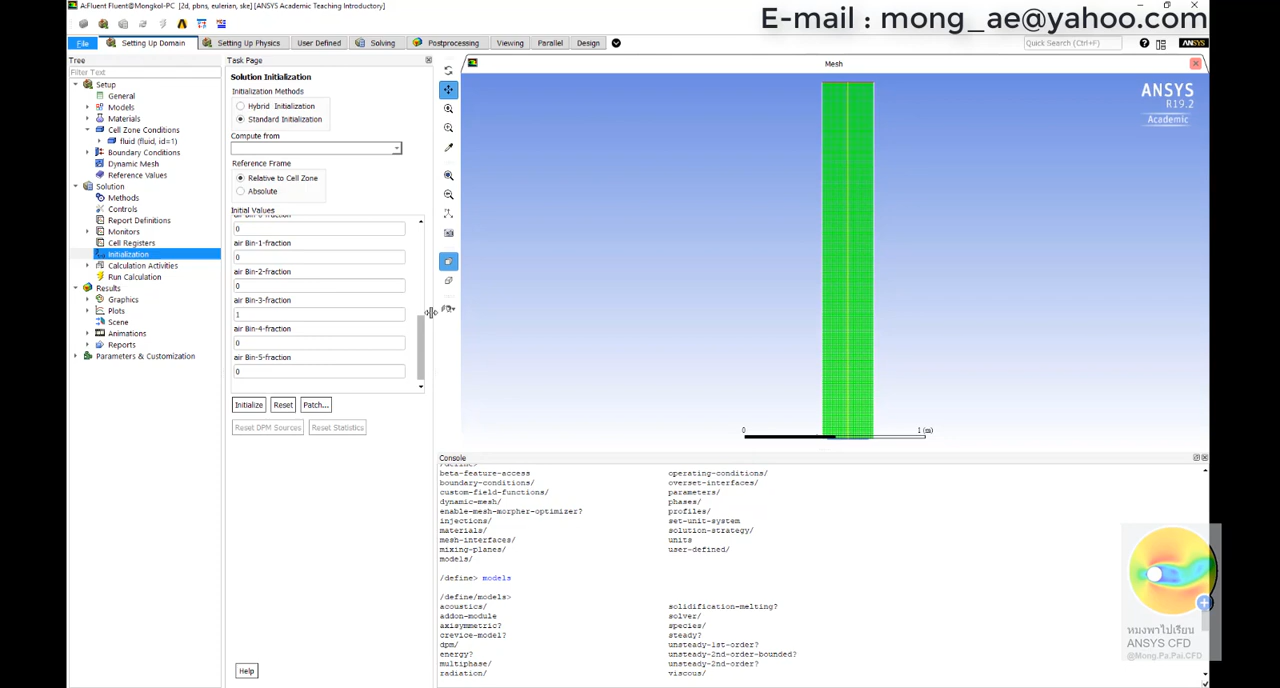 A:Fluent Fluent@Mongkol-PC [2d, pbns, eulerian, ske] [ANSYS Academic Teaching Introductory]
E-mail : mong_ae@yahoo.com
File
Setting Up Domain
Setting Up Physics
User Defined
Solving
Postprocessing
Viewing
Parallel
Design
Quick Search (Ctrl+F)
ANSYS
Tree
Filter Text
Setup
General
Models
Materials
Cell Zone Conditions
fluid (fluid, id=1)
Boundary Conditions
Dynamic Mesh
Reference Values
Solution
Methods
Controls
Report Definitions
Monitors
Cell Registers
Initialization
Calculation Activities
Run Calculation
Results
Graphics
Plots
Scene
Animations
Reports
Parameters & Customization
Task Page
Solution Initialization
Initialization Methods
Hybrid Initialization
Standard Initialization
Compute from
Reference Frame
Relative to Cell Zone
Absolute
Initial Values
air Bin-0-fraction
0
air Bin-1-fraction
0
air Bin-2-fraction
0
air Bin-3-fraction
1
air Bin-4-fraction
0
air Bin-5-fraction
0
Initialize
Reset
Patch...
Reset DPM Sources
Reset Statistics
Help
Mesh
ANSYS
R19.2
Academic
0
1 (m)
Console
/define>
beta-feature-access operating-conditions/
boundary-conditions/ overset-interfaces/
custom-field-functions/ parameters/
dynamic-mesh/ phases/
enable-mesh-morpher-optimizer? profiles/
injections/ set-unit-system
materials/ solution-strategy/
mesh-interfaces/ units
mixing-planes/ user-defined/
models/
/define> models
/define/models>
acoustics/ solidification-melting?
addon-module solver/
axisymmetric? species/
crevice-model? steady?
dpm/ unsteady-1st-order?
energy? unsteady-2nd-order-bounded?
multiphase/ unsteady-2nd-order?
radiation/ viscous/
หมงพาไปเรียน
ANSYS CFD
@Mong.Pa.Pai.CFD